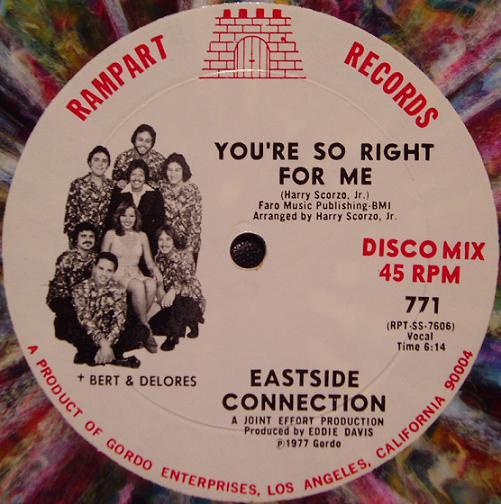 RAMPART RECORDS
YOU'RE SO RIGHT
FOR ME
(Harry Scorzo, Jr.)
Faro Music Publishing-BMI
Arranged by Harry Scorzo, Jr.
DISCO MIX
45 RPM
771
(RPT-SS-7606)
Vocal
Time 6:14
+ BERT & DELORES
EASTSIDE
CONNECTION
A JOINT EFFORT PRODUCTION
Produced by EDDIE DAVIS
℗1977 Gordo
A PRODUCT OF GORDO ENTERPRISES, LOS ANGELES, CALIFORNIA 90004